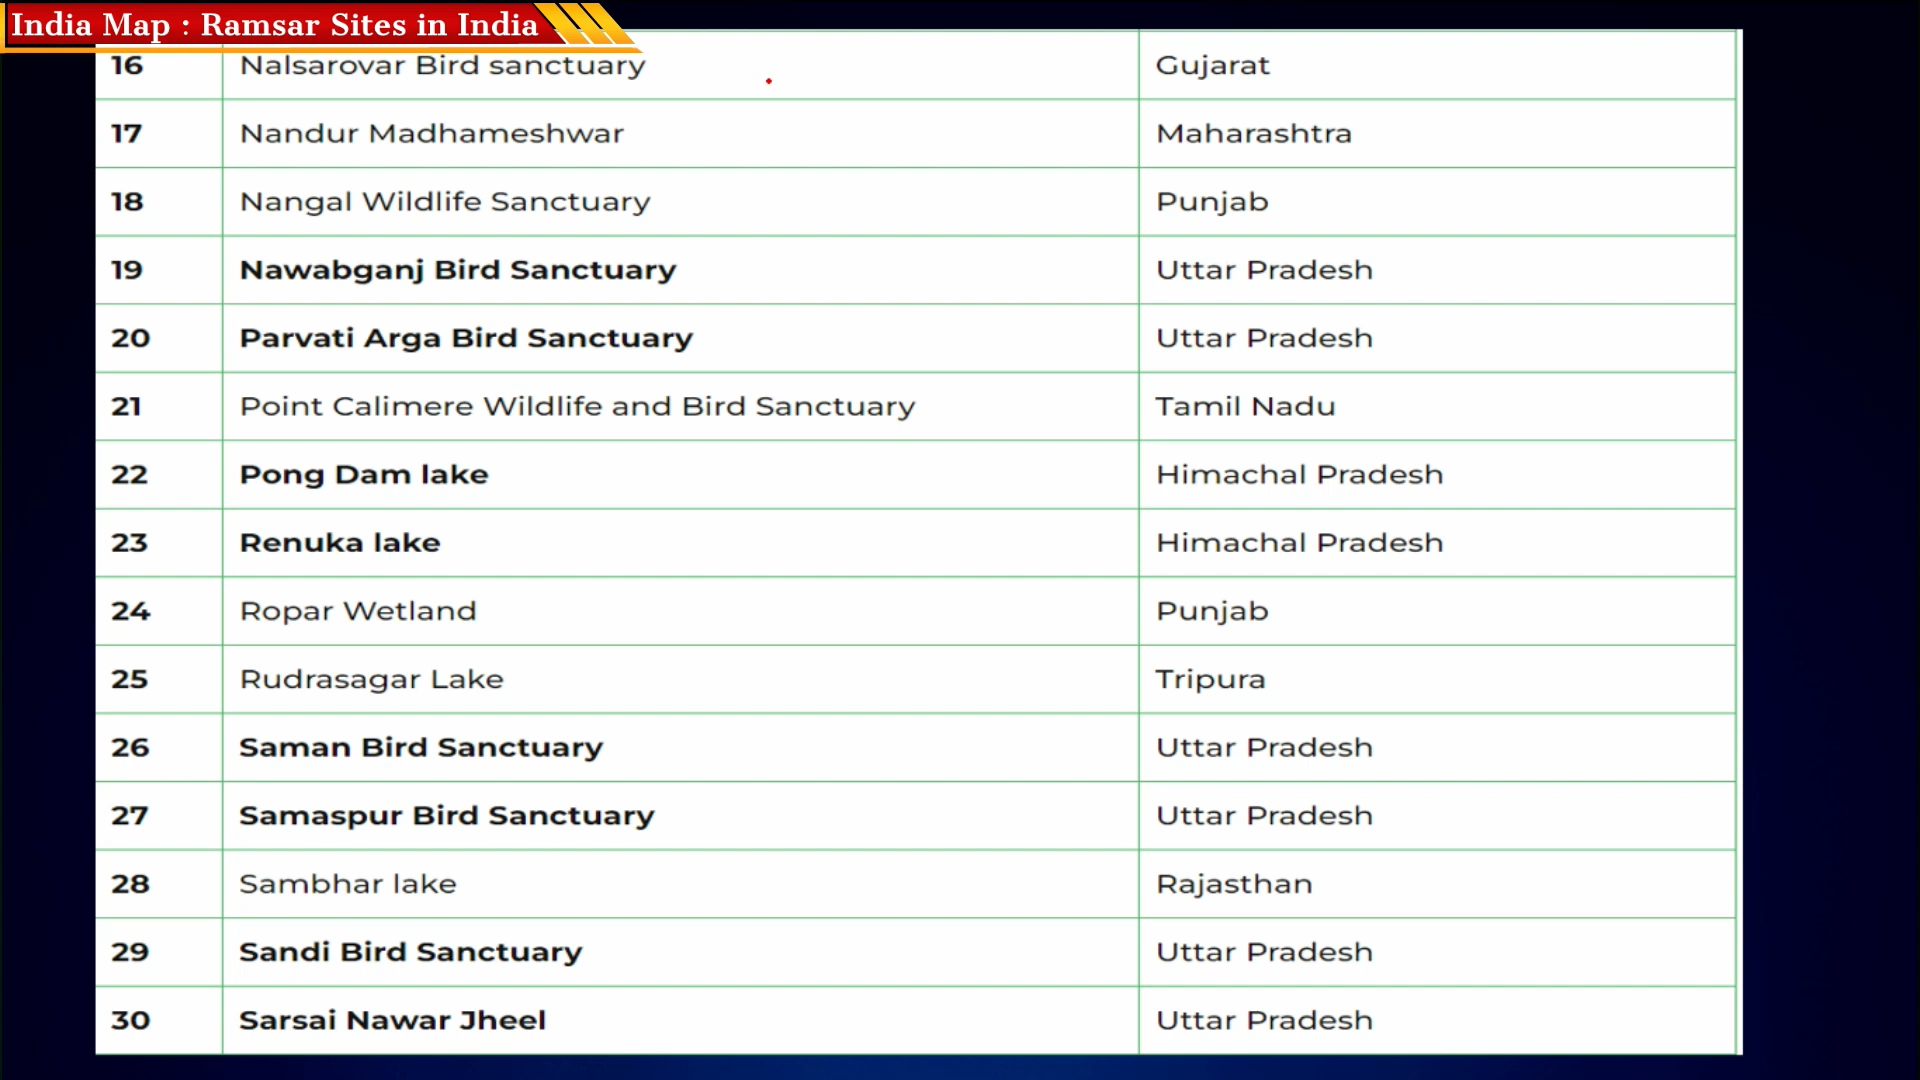 India Map : Ramsar Sites in India
16 Nalsarovar Bird sanctuary Gujarat
17 Nandur Madhameshwar Maharashtra
18 Nangal Wildlife Sanctuary Punjab
19 Nawabganj Bird Sanctuary Uttar Pradesh
20 Parvati Arga Bird Sanctuary Uttar Pradesh
21 Point Calimere Wildlife and Bird Sanctuary Tamil Nadu
22 Pong Dam lake Himachal Pradesh
23 Renuka lake Himachal Pradesh
24 Ropar Wetland Punjab
25 Rudrasagar Lake Tripura
26 Saman Bird Sanctuary Uttar Pradesh
27 Samaspur Bird Sanctuary Uttar Pradesh
28 Sambhar lake Rajasthan
29 Sandi Bird Sanctuary Uttar Pradesh
30 Sarsai Nawar Jheel Uttar Pradesh